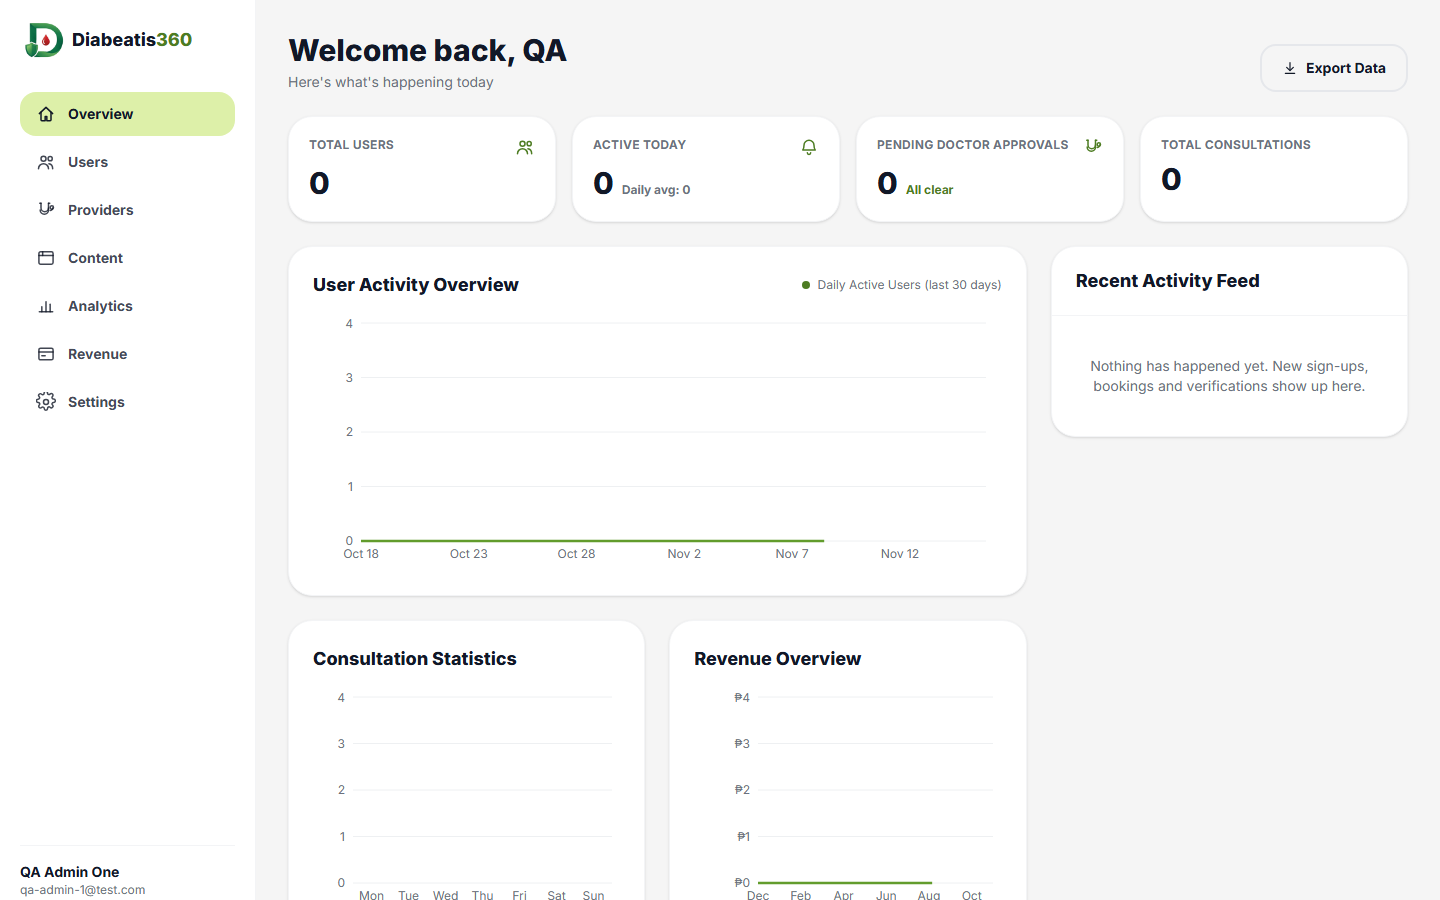 Diabeatis360
Overview
Users
Providers
Content
Analytics
Revenue
Settings
QA Admin One
qa-admin-1@test.com
Welcome back, QA
Here's what's happening today
Export Data
TOTAL USERS
0
ACTIVE TODAY
0 Daily avg: 0
PENDING DOCTOR APPROVALS
0 All clear
TOTAL CONSULTATIONS
0
User Activity Overview
Daily Active Users (last 30 days)
4
3
2
1
0
Oct 18 Oct 23 Oct 28 Nov 2 Nov 7 Nov 12
Recent Activity Feed
Nothing has happened yet. New sign-ups,
bookings and verifications show up here.
Consultation Statistics
4
3
2
1
0
Mon Tue Wed Thu Fri Sat Sun
Revenue Overview
₱4
₱3
₱2
₱1
₱0
Dec Feb Apr Jun Aug Oct